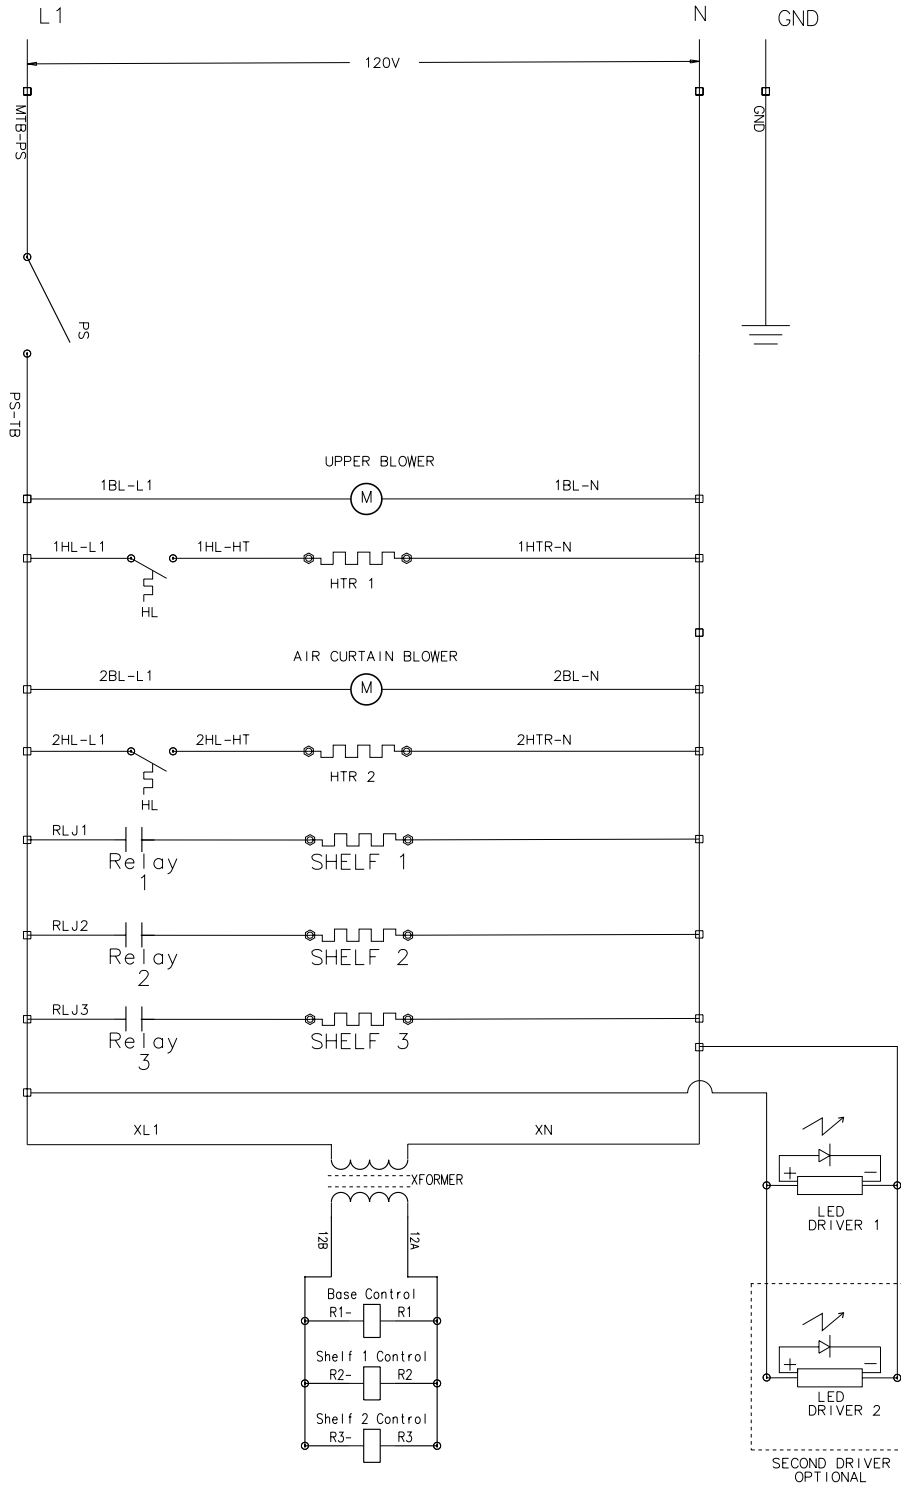 L1
N
GND
120V
MTB-PS
GND
PS
PS-TB
UPPER BLOWER
1BL-L1
M
1BL-N
1HL-L1
1HL-HT
1HTR-N
HTR 1
HL
AIR CURTAIN BLOWER
2BL-L1
M
2BL-N
2HL-L1
2HL-HT
2HTR-N
HTR 2
HL
RLJ1
Relay
1
SHELF 1
RLJ2
Relay
2
SHELF 2
RLJ3
Relay
3
SHELF 3
XL1
XN
XFORMER
+
−
LED
DRIVER 1
12B
12A
Base Control
R1-
R1
Shelf 1 Control
R2-
R2
Shelf 2 Control
R3-
R3
+
−
LED
DRIVER 2
SECOND DRIVER
OPTIONAL